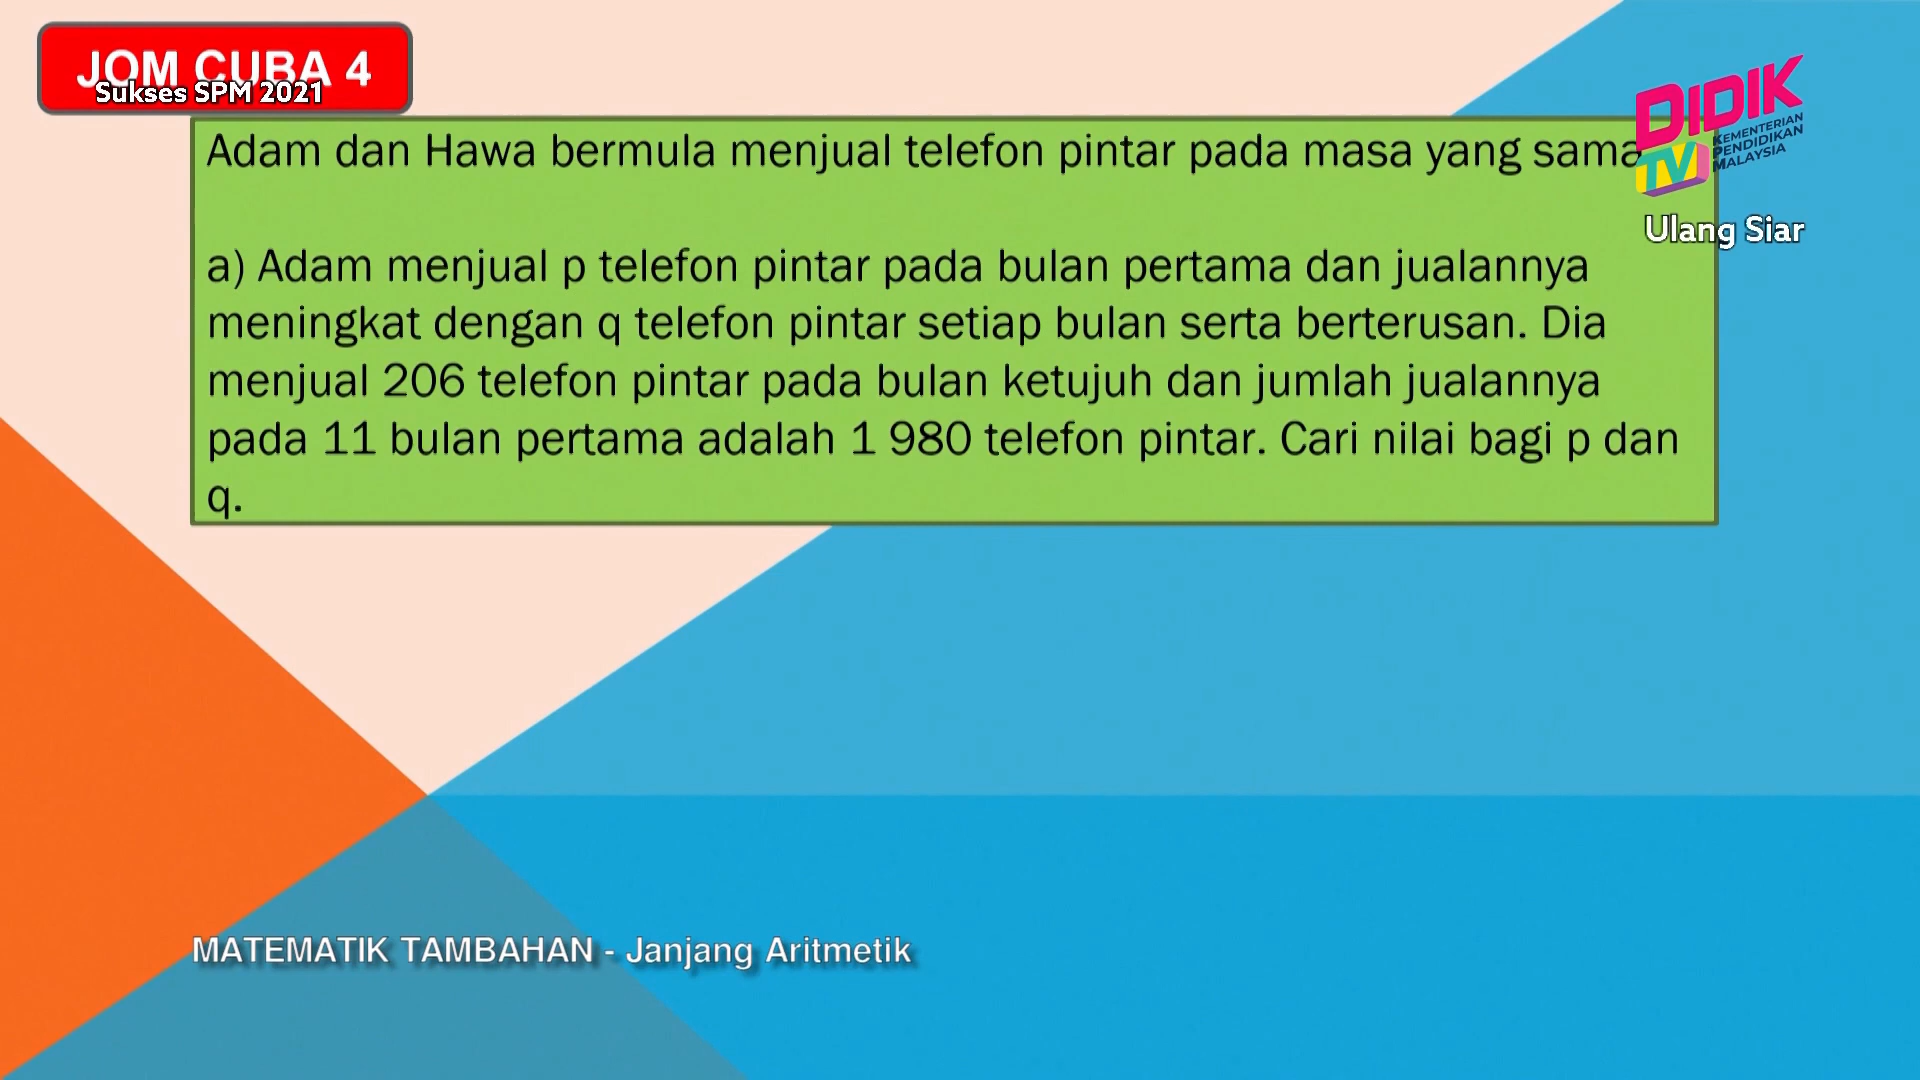 JOM CUBA 4
Sukses SPM 2021
Adam dan Hawa bermula menjual telefon pintar pada masa yang sama
DIDIK
TV
KEMENTERIAN
PENDIDIKAN
MALAYSIA
Ulang Siar
a) Adam menjual p telefon pintar pada bulan pertama dan jualannya
meningkat dengan q telefon pintar setiap bulan serta berterusan. Dia
menjual 206 telefon pintar pada bulan ketujuh dan jumlah jualannya
pada 11 bulan pertama adalah 1 980 telefon pintar. Cari nilai bagi p dan
q.
MATEMATIK TAMBAHAN - Janjang Aritmetik